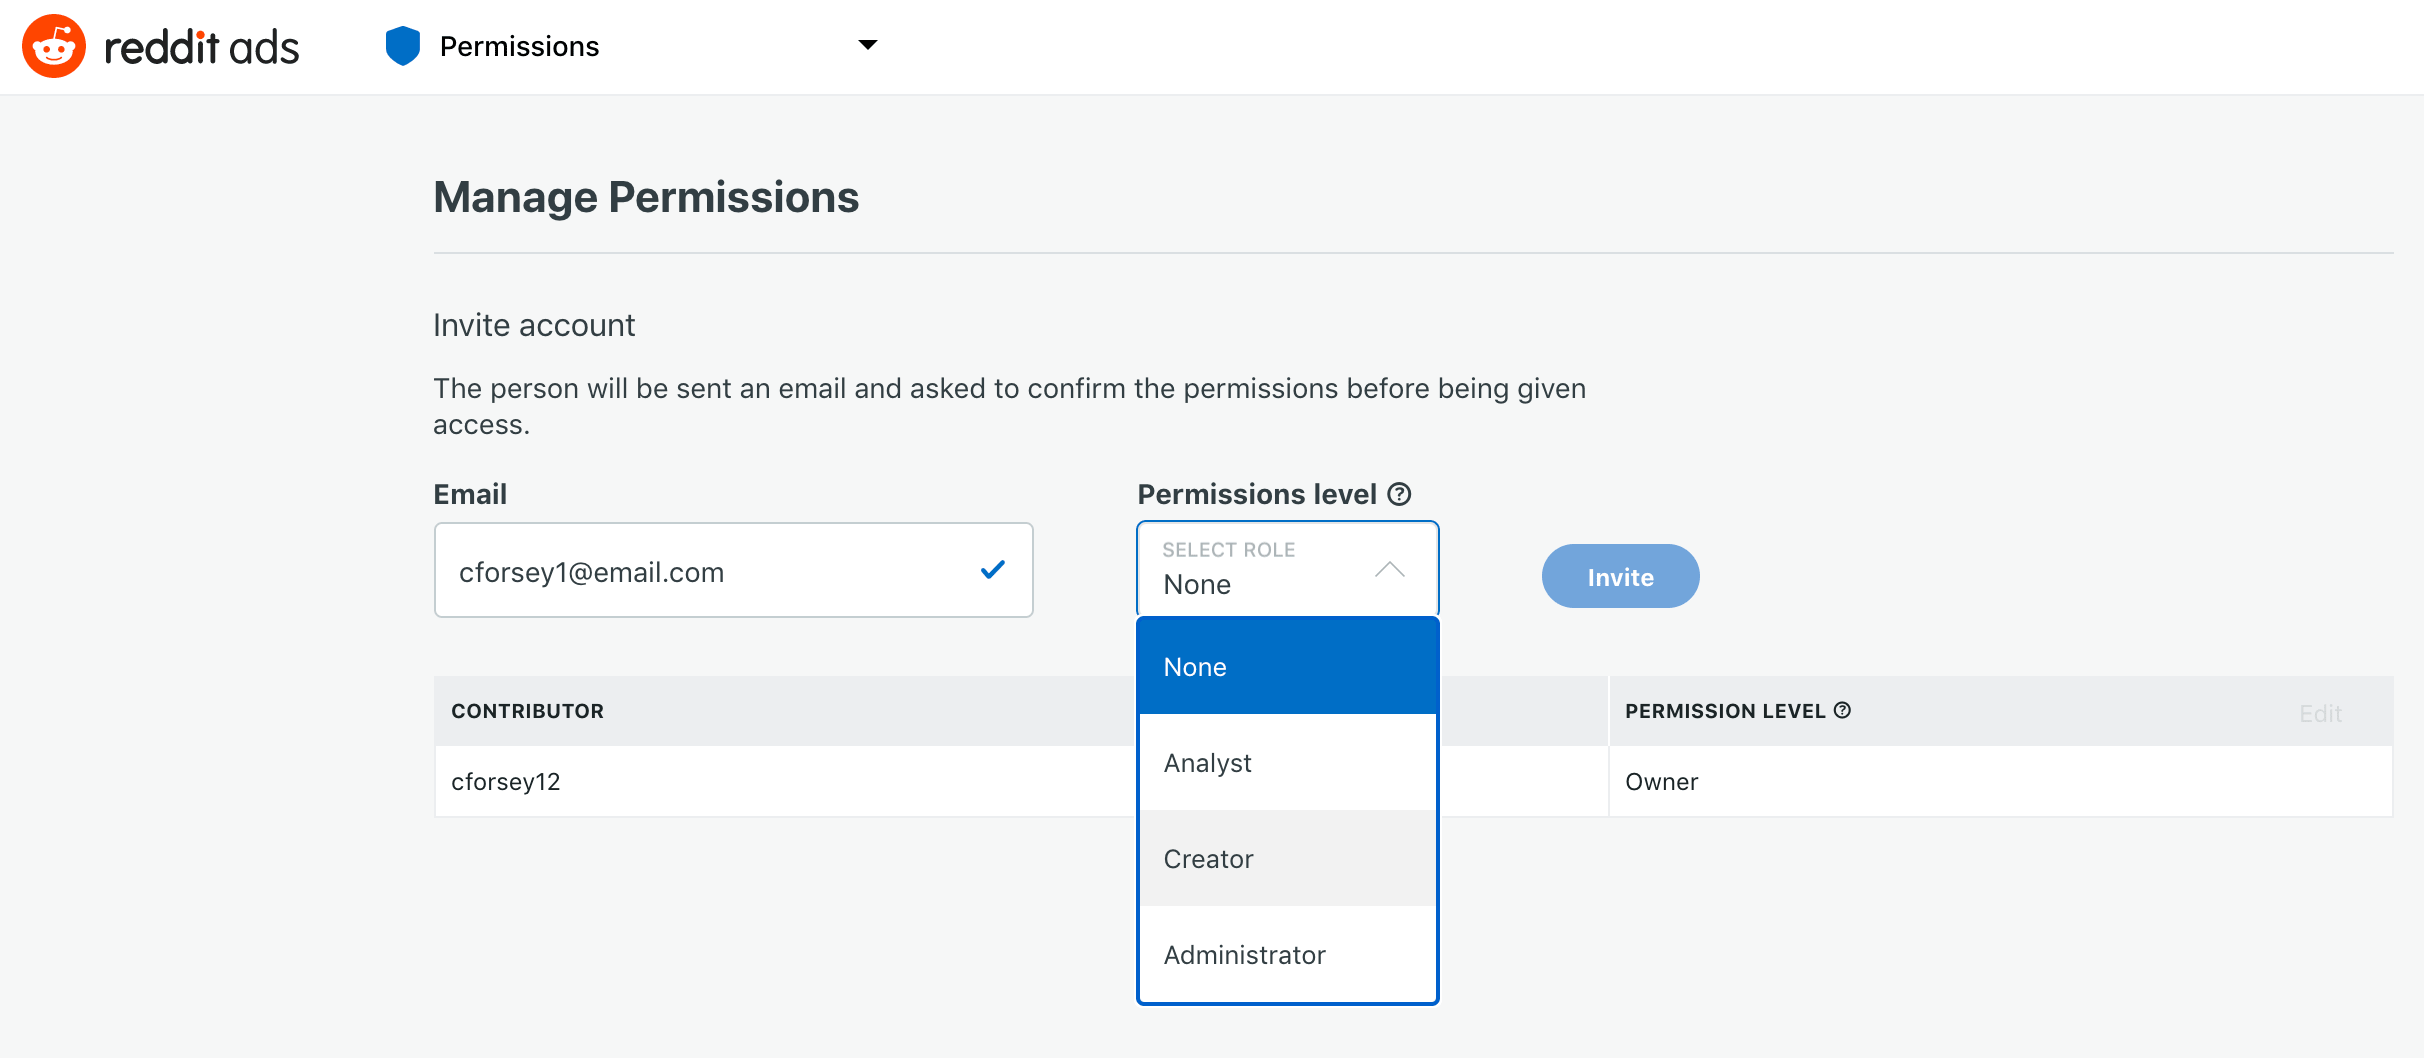 reddit ads
Permissions
Manage Permissions
Invite account
The person will be sent an email and asked to confirm the permissions before being given
access.
Email
Permissions level
cforsey1@email.com
SELECT ROLE
None
Invite
None
Analyst
Creator
Administrator
CONTRIBUTOR
PERMISSION LEVEL
Edit
cforsey12
Owner